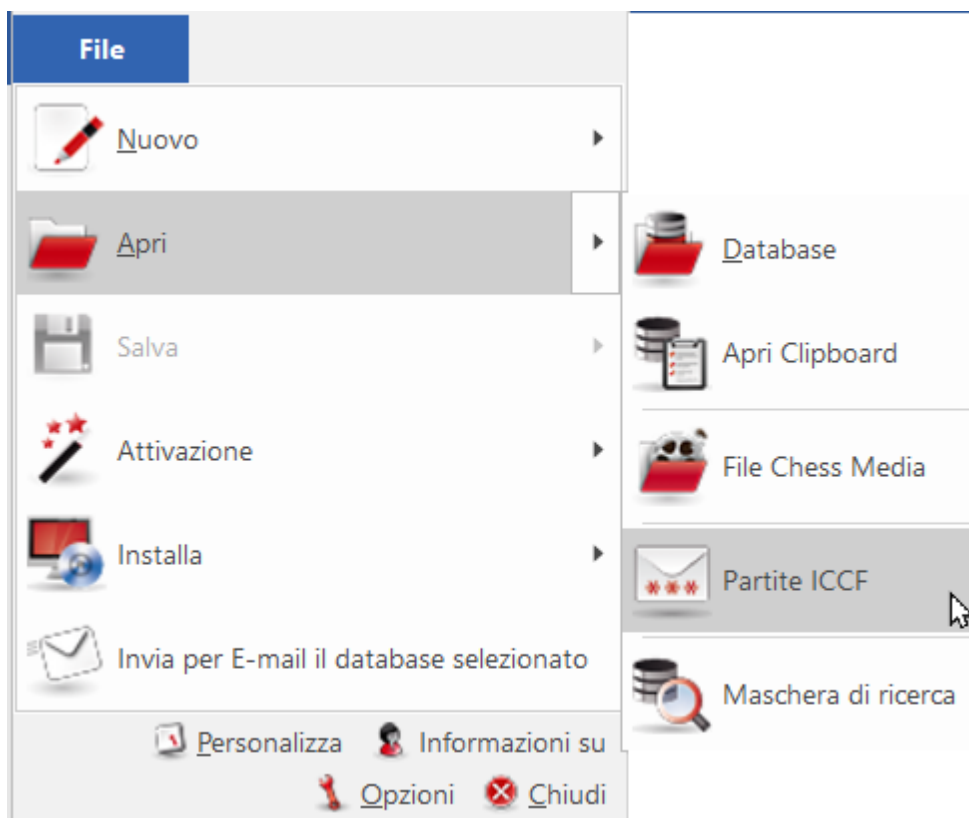 File
Nuovo
Apri
Salva
Attivazione
Installa
Invia per E-mail il database selezionato
Personalizza Informazioni su
Opzioni Chiudi
Database
Apri Clipboard
File Chess Media
Partite ICCF
Maschera di ricerca